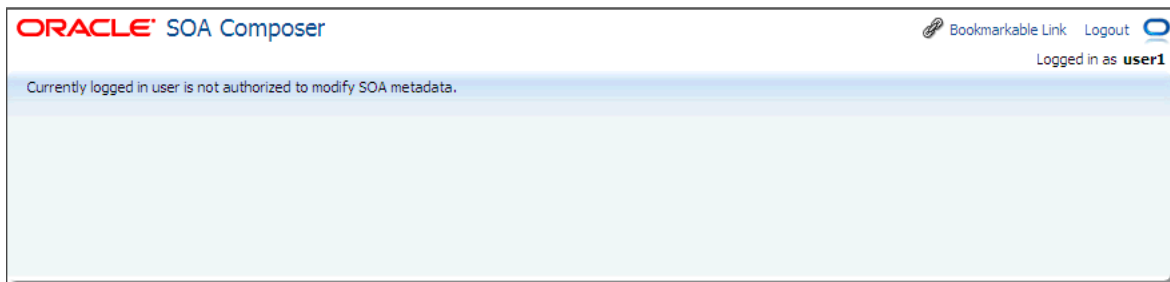 ORACLE SOA Composer
Bookmarkable Link Logout
Logged in as user1
Currently logged in user is not authorized to modify SOA metadata.